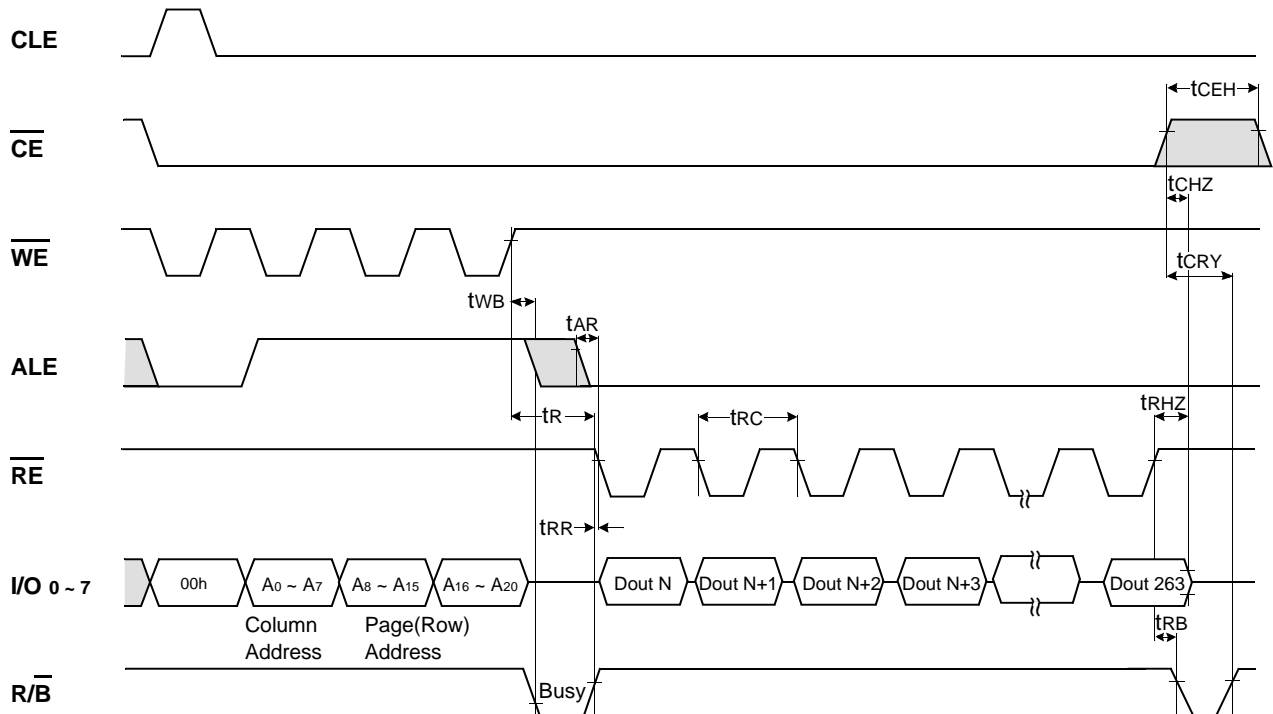 CLE
tCEH
CE
tCHZ
WE
tCRY
tWB
tAR
ALE
tR
tRC
tRHZ
RE
tRR
I/O 0 ~ 7
00h
A0 ~ A7
A8 ~ A15
A16 ~ A20
Dout N
Dout N+1
Dout N+2
Dout N+3
Dout 263
Column
Address
Page(Row)
Address
tRB
R/B
Busy